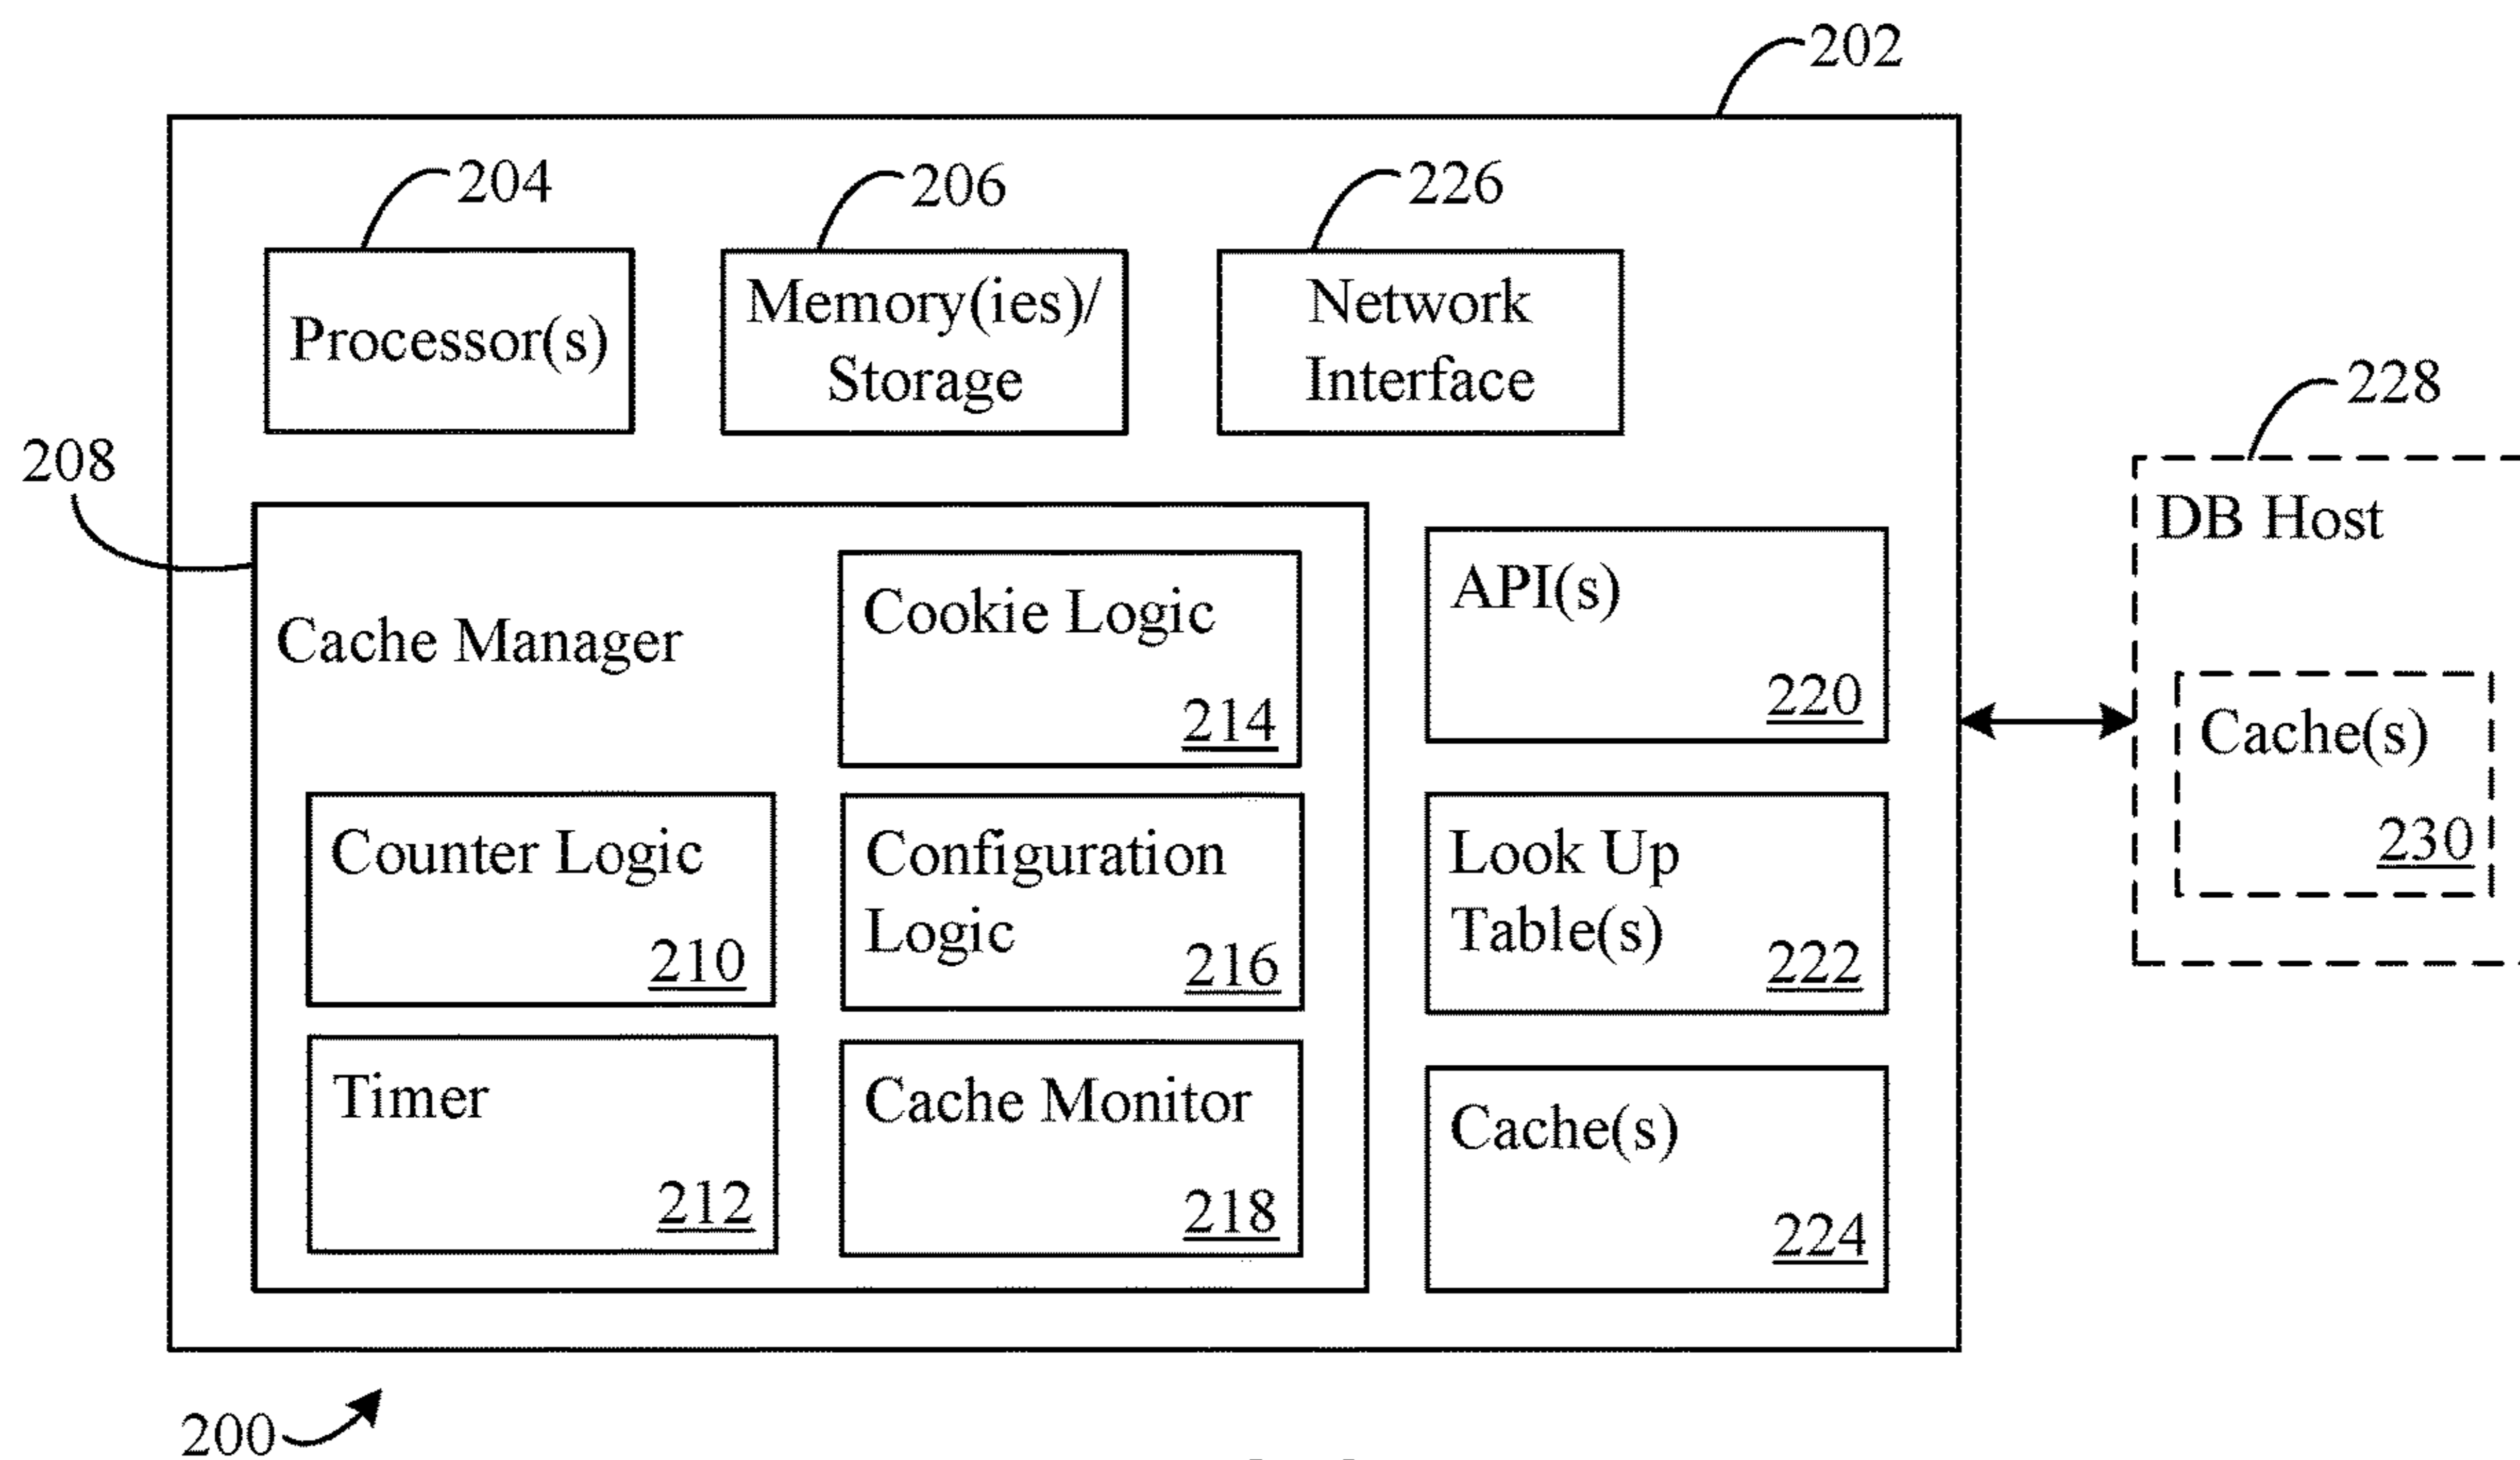 202
204
206
226
Processor(s)
Memory(ies)/
Storage
Network
Interface
228
208
DB Host
Cache(s)
230
Cache Manager
Cookie Logic
214
API(s)
220
Counter Logic
210
Configuration
Logic
216
Look Up
Table(s)
222
Timer
212
Cache Monitor
218
Cache(s)
224
200